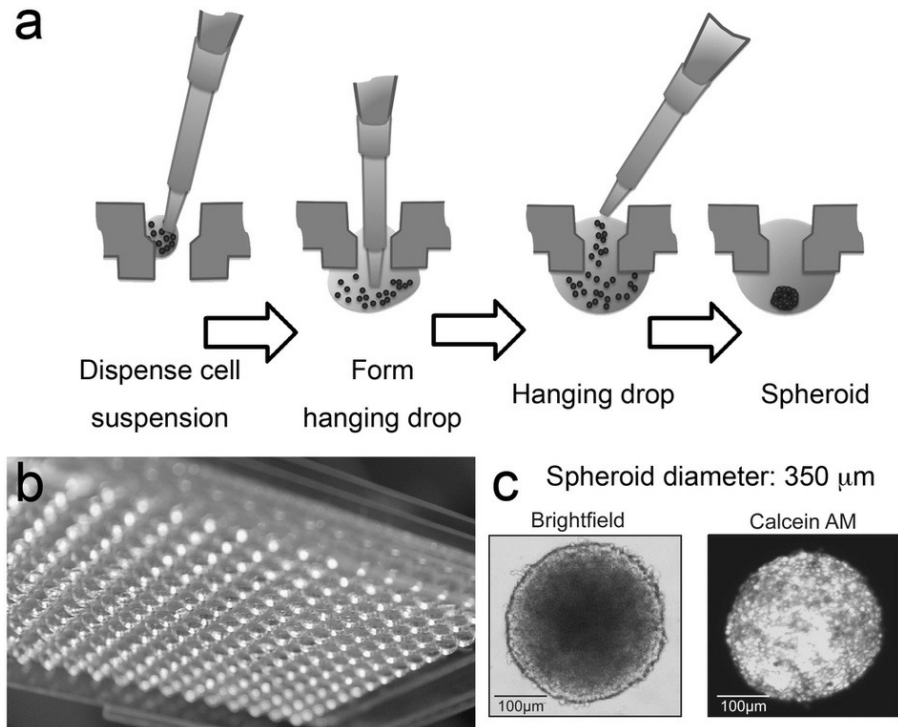 a
Dispense cell
suspension
Form
hanging drop
Hanging drop
Spheroid
b
c
Spheroid diameter: 350 μm
Brightfield
100μm
Calcein AM
100μm